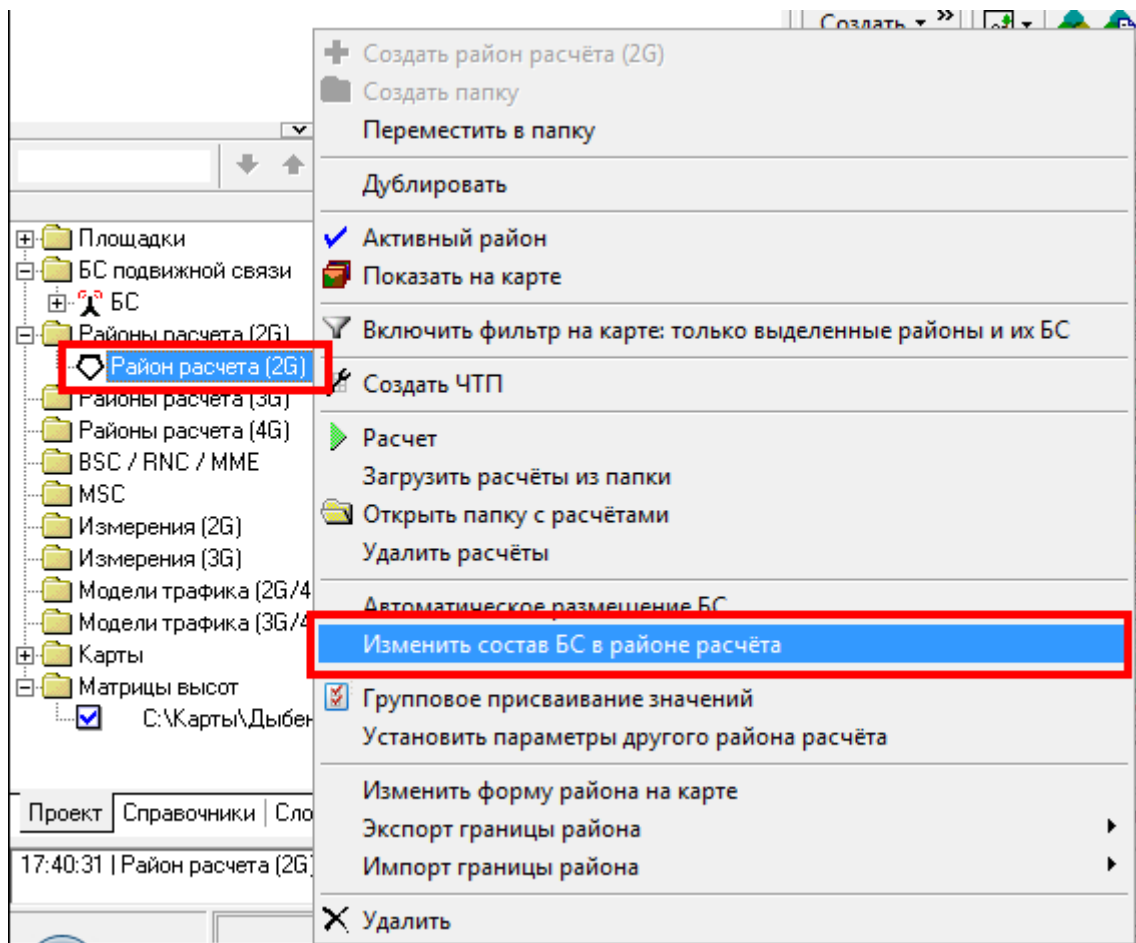 Создать
Создать район расчёта (2G)
Создать папку
Переместить в папку
Дублировать
Активный район
Показать на карте
Включить фильтр на карте: только выделенные районы и их БС
Создать ЧТП
Расчет
Загрузить расчёты из папки
Открыть папку с расчётами
Удалить расчёты
Автоматическое размещение БС
Изменить состав БС в районе расчёта
Групповое присваивание значений
Установить параметры другого района расчёта
Изменить форму района на карте
Экспорт границы района
Импорт границы района
Удалить
Площадки
БС подвижной связи
БС
Районы расчета (2G)
Район расчета (2G)
Районы расчета (3G)
Районы расчета (4G)
BSC / RNC / MME
MSC
Измерения (2G)
Измерения (3G)
Модели трафика (2G/4
Модели трафика (3G/4
Карты
Матрицы высот
C:\Карты\Дыбен
Проект Справочники Сло
17:40:31 | Район расчета (2G)